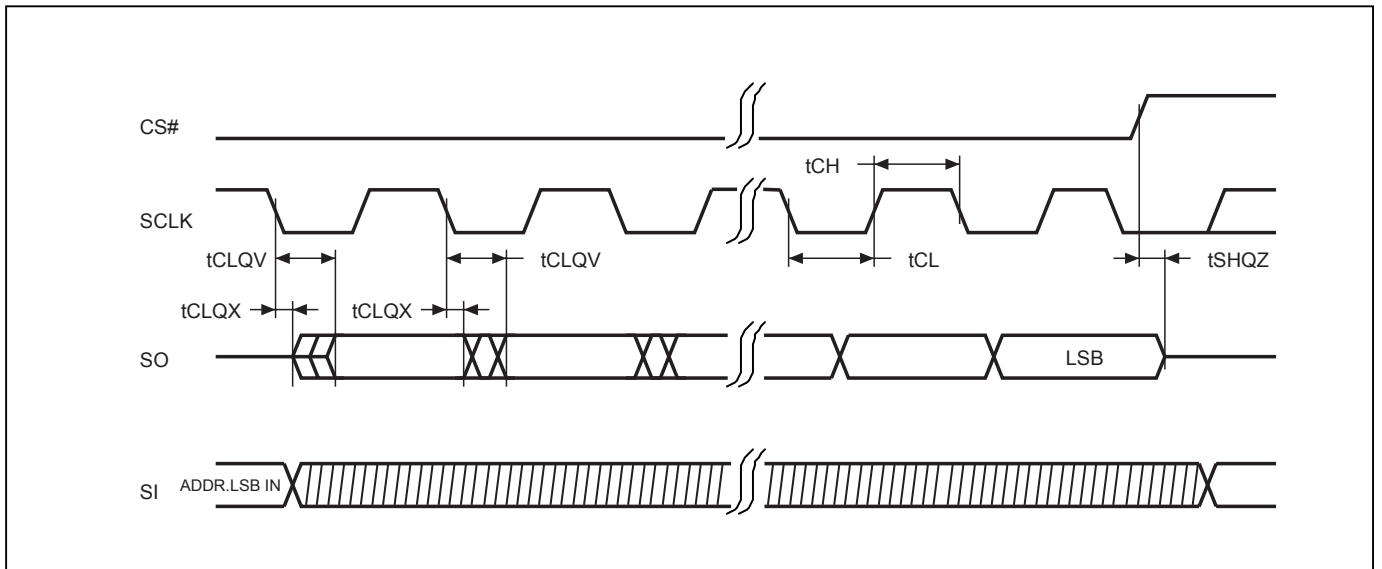 CS#
tCH
SCLK
tCLQV
tCLQV
tCL
tSHQZ
tCLQX
tCLQX
SO
LSB
SI
ADDR.LSB IN